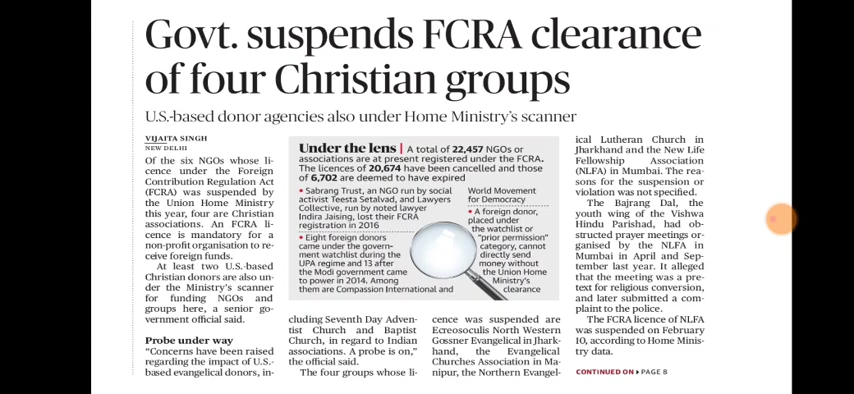 Govt. suspends FCRA clearance
of four Christian groups
U.S.-based donor agencies also under Home Ministry's scanner
VIJAITA SINGH
NEW DELHI
Of the six NGOs whose li-
cence under the Foreign
Contribution Regulation Act
(FCRA) was suspended by
the Union Home Ministry
this year, four are Christian
associations. An FCRA li-
cence is mandatory for a
non-profit organisation to re-
ceive foreign funds.
At least two U.S.-based
Christian donors are also un-
der the Ministry's scanner
for funding NGOs and
groups here, a senior go-
vernment official said.
Probe under way
“Concerns have been raised
regarding the impact of U.S.-
based evangelical donors, in-
Under the lens | A total of 22,457 NGOs or
associations are at present registered under the FCRA.
The licences of 20,674 have been cancelled and those
of 6,702 are deemed to have expired
• Sabrang Trust, an NGO run by social
activist Teesta Setalvad, and Lawyers
Collective, run by noted lawyer
Indira Jaising, lost their FCRA
registration in 2016
• Eight foreign donors
came under the govern-
ment watchlist during the
UPA regime and 13 after
the Modi government came
to power in 2014. Among
them are Compassion International and
World Movement
for Democracy
• A foreign donor,
placed under
the watchlist or
“prior permission”
category, cannot
directly send
money without
the Union Home
Ministry's
clearance
cluding Seventh Day Adven-
tist Church and Baptist
Church, in regard to Indian
associations. A probe is on,”
the official said.
The four groups whose li-
cence was suspended are
Ecreosoculis North Western
Gossner Evangelical in Jhark-
hand, the Evangelical
Churches Association in Ma-
nipur, the Northern Evangel-
ical Lutheran Church in
Jharkhand and the New Life
Fellowship Association
(NLFA) in Mumbai. The rea-
sons for the suspension or
violation was not specified.
The Bajrang Dal, the
youth wing of the Vishwa
Hindu Parishad, had ob-
structed prayer meetings or-
ganised by the NLFA in
Mumbai in April and Sep-
tember last year. It alleged
that the meeting was a pre-
text for religious conversion,
and later submitted a com-
plaint to the police.
The FCRA licence of NLFA
was suspended on February
10, according to Home Minis-
try data.
CONTINUED ON ▸ PAGE 8